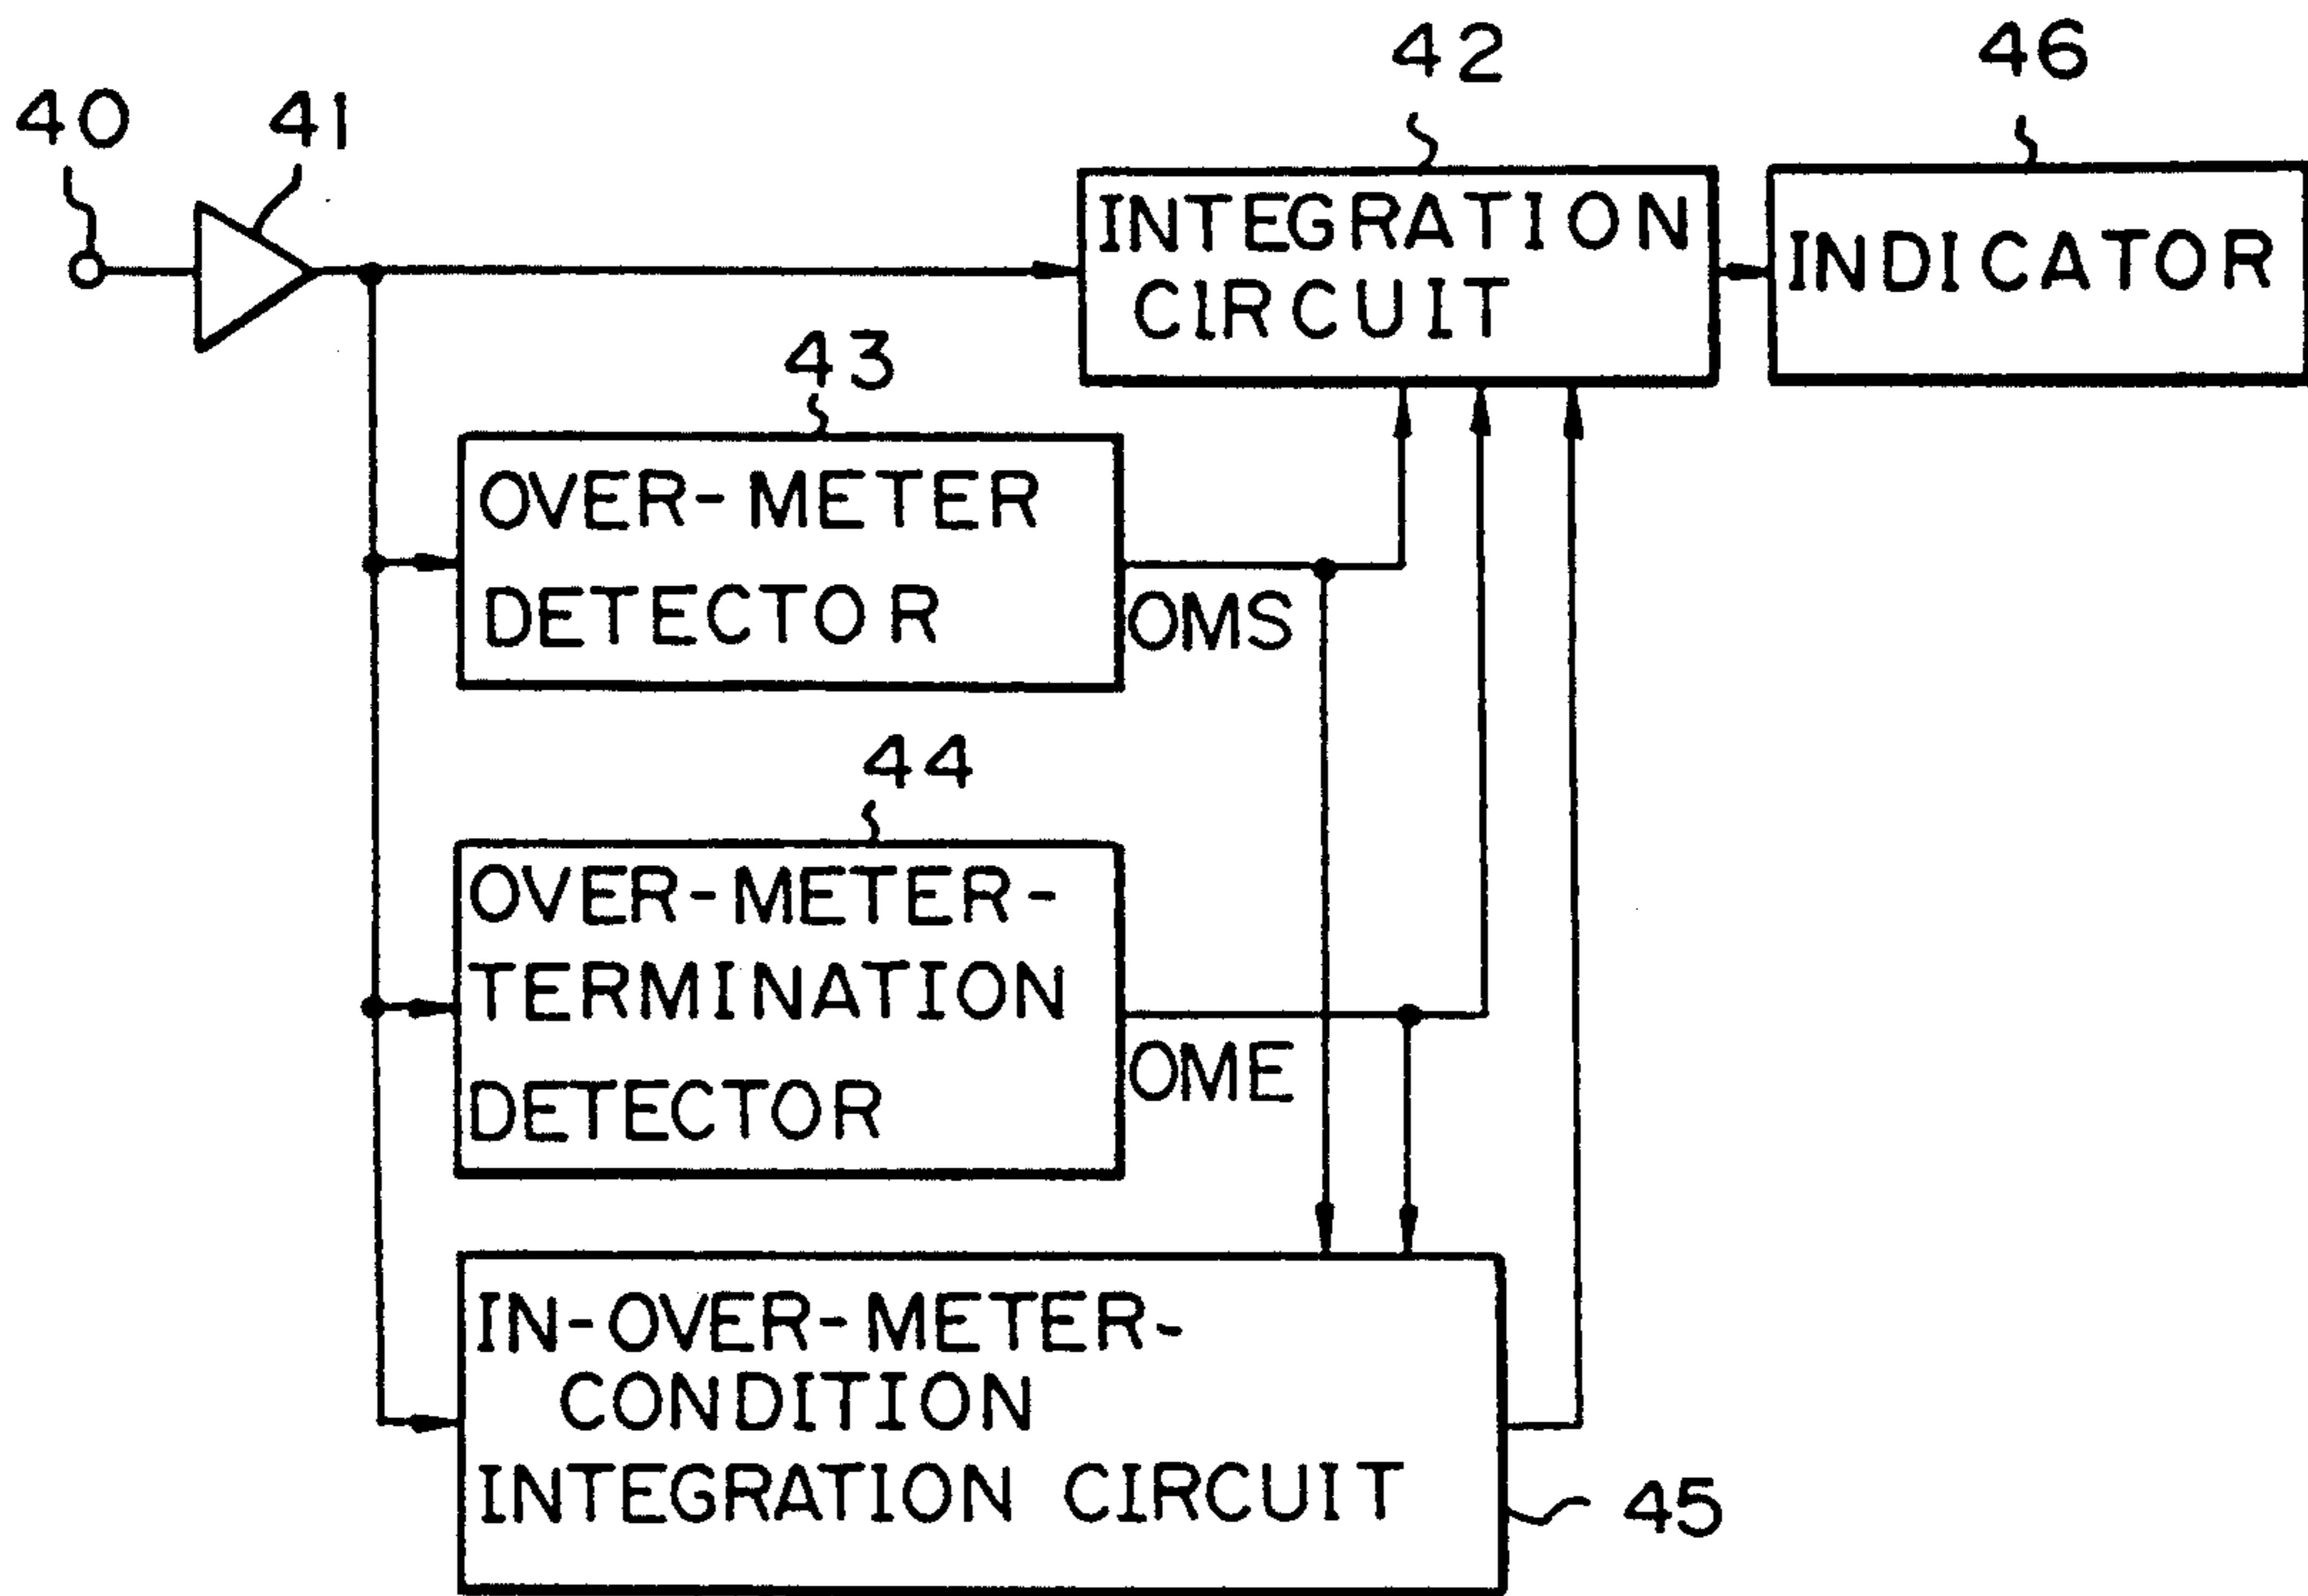 40
41
42
46
INTEGRATION
CIRCUIT
INDICATOR
43
OVER-METER
DETECTOR
OMS
44
OVER-METER-
TERMINATION
DETECTOR
OME
IN-OVER-METER-
CONDITION
INTEGRATION CIRCUIT
45